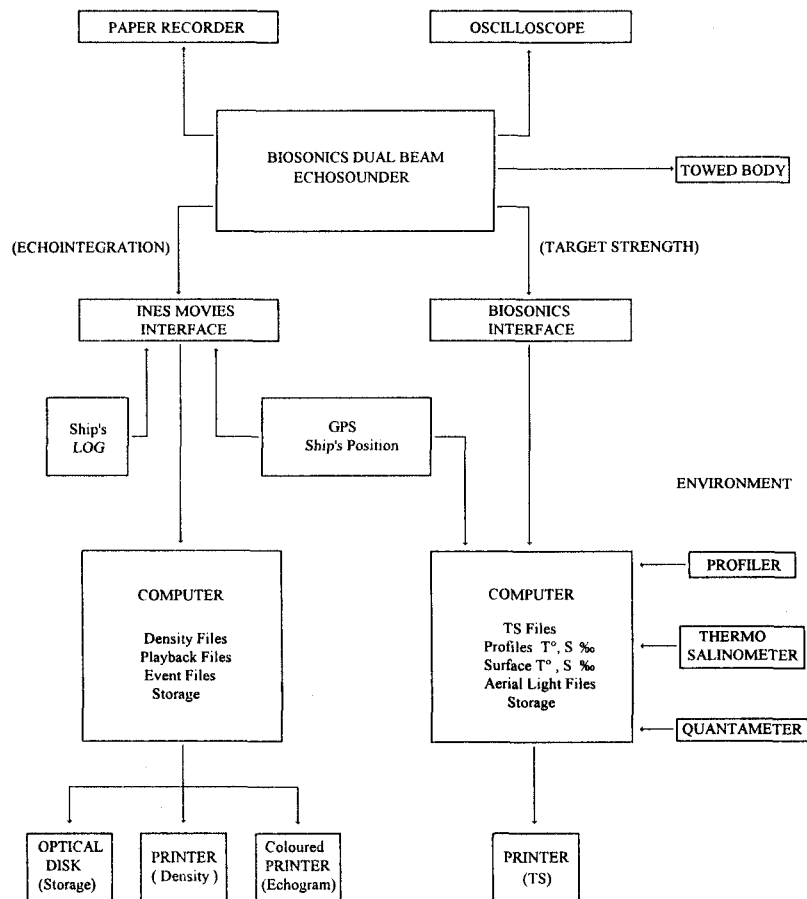 PAPER RECORDER
OSCILLOSCOPE
BIOSONICS DUAL BEAM
ECHOSOUNDER
TOWED BODY
(ECHOINTEGRATION)
(TARGET STRENGTH)
INES MOVIES
INTERFACE
BIOSONICS
INTERFACE
Ship's
LOG
GPS
Ship's Position
ENVIRONMENT
COMPUTER
Density Files
Playback Files
Event Files
Storage
COMPUTER
TS Files
Profiles T°, S ‰
Surface T° , S ‰
Aerial Light Files
Storage
PROFILER
THERMO
SALINOMETER
QUANTAMETER
OPTICAL
DISK
(Storage)
PRINTER
( Density )
Coloured
PRINTER
(Echogram)
PRINTER
(TS)